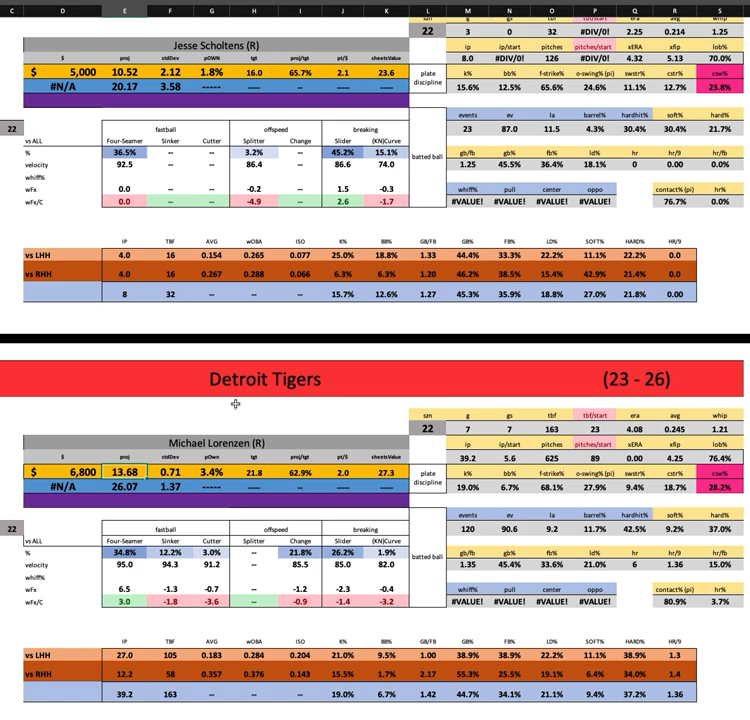 C D E F G H I J K L M N O P Q R S
szn g gs tbf tbf/start era avg whip
22 3 0 32 #DIV/0! 2.25 0.214 1.25
Jesse Scholtens (R) ip ip/start pitches pitches/start xERA xfip lob%
8.0 #DIV/0! 126 #DIV/0! 4.32 5.13 70.0%
$ proj stdDev pOWN tgt proj/tgt pt/$ sheetsValue
$ 5,000 10.52 2.12 1.8% 16.0 65.7% 2.1 23.6 plate discipline k% bb% f-strike% o-swing% (pi) swstr% cstr% csw%
#N/A 20.17 3.58 ----- ---- ---- ---- ---- 15.6% 12.5% 65.6% 24.6% 11.1% 12.7% 23.8%
events ev la barrel% hardhit% soft% hard%
22 fastball offspeed breaking 23 87.0 11.5 4.3% 30.4% 30.4% 21.7%
vs ALL Four-Seamer Sinker Cutter Splitter Change Slider (KN)Curve
% 36.5% -- -- 3.2% -- 45.2% 15.1% batted ball gb/fb gb% fb% ld% hr hr/9 hr/fb
velocity 92.5 -- -- 86.4 -- 86.6 74.0 1.25 45.5% 36.4% 18.1% 0 0.00 0.0%
whiff%
wFx 0.0 -- -- -0.2 -- 1.5 -0.3 whiff% pull center oppo contact% (pi) hr%
wFx/C 0.0 -- -- -4.9 -- 2.6 -1.7 #VALUE! #VALUE! #VALUE! #VALUE! 76.7% 0.0%
IP TBF AVG wOBA ISO K% BB% GB/FB GB% FB% LD% SOFT% HARD% HR/9
vs LHH 4.0 16 0.154 0.265 0.077 25.0% 18.8% 1.33 44.4% 33.3% 22.2% 11.1% 22.2% 0.0
vs RHH 4.0 16 0.267 0.288 0.066 6.3% 6.3% 1.20 46.2% 38.5% 15.4% 42.9% 21.4% 0.0
8 32 -- -- -- 15.7% 12.6% 1.27 45.3% 35.9% 18.8% 27.0% 21.8% 0.00
Detroit Tigers (23 - 26)
szn g gs tbf tbf/start era avg whip
22 7 7 163 23 4.08 0.245 1.21
Michael Lorenzen (R) ip ip/start pitches pitches/start xERA xfip lob%
$ proj stdDev pOwn tgt proj/tgt pt/$ sheetsValue 39.2 5.6 625 89 0.00 4.25 76.4%
$ 6,800 13.68 0.71 3.4% 21.8 62.9% 2.0 27.3 plate discipline k% bb% f-strike% o-swing% (pi) swstr% cstr% csw%
#N/A 26.07 1.37 ----- ---- ---- ---- ---- 19.0% 6.7% 68.1% 27.9% 9.4% 18.7% 28.2%
events ev la barrel% hardhit% soft% hard%
22 fastball offspeed breaking 120 90.6 9.2 11.7% 42.5% 9.2% 37.0%
vs ALL Four-Seamer Sinker Cutter Splitter Change Slider (KN)Curve
% 34.8% 12.2% 3.0% -- 21.8% 26.2% 1.9% batted ball gb/fb gb% fb% ld% hr hr/9 hr/fb
velocity 95.0 94.3 91.2 -- 85.5 85.0 82.0 1.35 45.4% 33.6% 21.0% 6 1.36 15.0%
whiff%
wFx 6.5 -1.3 -0.7 -- -1.2 -2.3 -0.4 whiff% pull center oppo contact% (pi) hr%
wFx/C 3.0 -1.8 -3.6 -- -0.9 -1.4 -3.2 #VALUE! #VALUE! #VALUE! #VALUE! 80.9% 3.7%
IP TBF AVG wOBA ISO K% BB% GB/FB GB% FB% LD% SOFT% HARD% HR/9
vs LHH 27.0 105 0.183 0.284 0.204 21.0% 9.5% 1.00 38.9% 38.9% 22.2% 11.1% 38.9% 1.3
vs RHH 12.2 58 0.357 0.376 0.143 15.5% 1.7% 2.17 55.3% 25.5% 19.1% 6.4% 34.0% 1.4
39.2 163 -- -- -- 19.0% 6.7% 1.42 44.7% 34.1% 21.1% 9.4% 37.2% 1.36